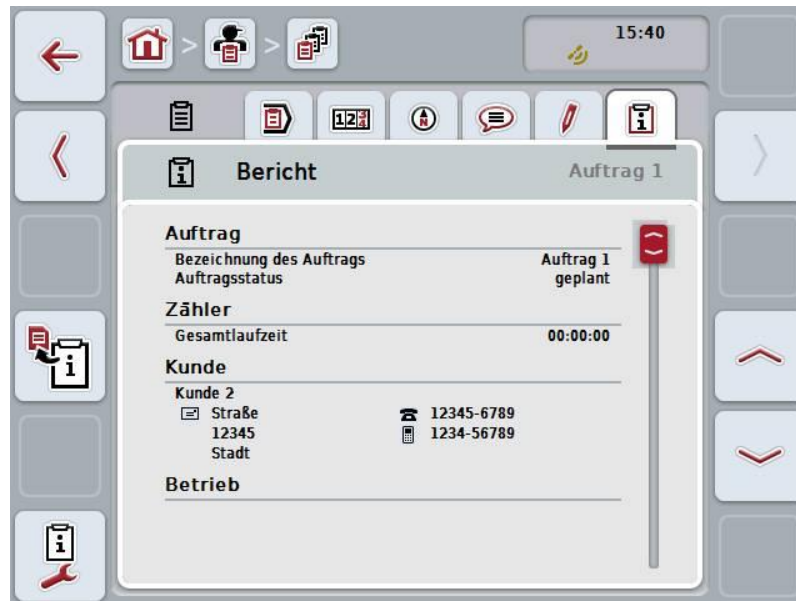 15:40
Bericht Auftrag 1
Auftrag
Bezeichnung des Auftrags Auftrag 1
Auftragsstatus geplant
Zähler
Gesamtlaufzeit 00:00:00
Kunde
Kunde 2
Straße 12345-6789
12345 1234-56789
Stadt
Betrieb